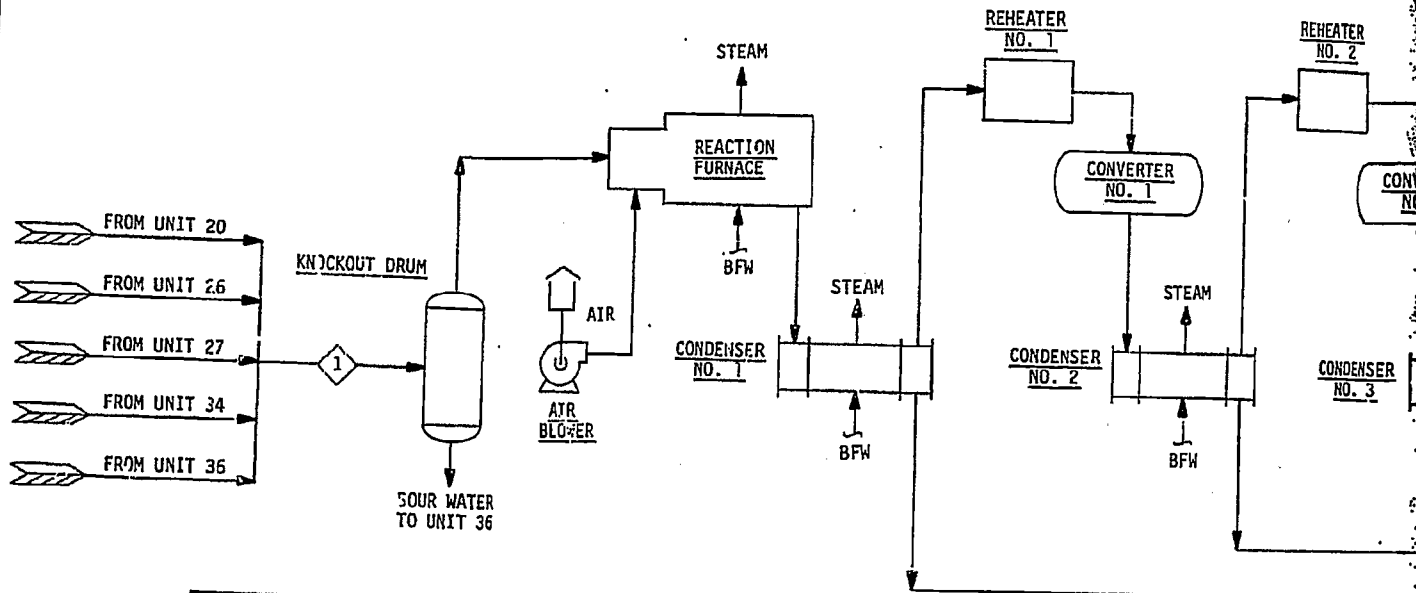 REHEATER
NO. 1
REHEATER
NO. 2
STEAM
REACTION
FURNACE
CONVERTER
NO. 1
FROM UNIT 20
KNOCKOUT DRUM
BFW
FROM UNIT 26
STEAM
STEAM
AIR
FROM UNIT 27
1
CONDENSER
NO. 1
CONDENSER
NO. 2
CONDENSER
NO. 3
FROM UNIT 34
AIR
BLOWER
BFW
BFW
FROM UNIT 36
SOUR WATER
TO UNIT 36